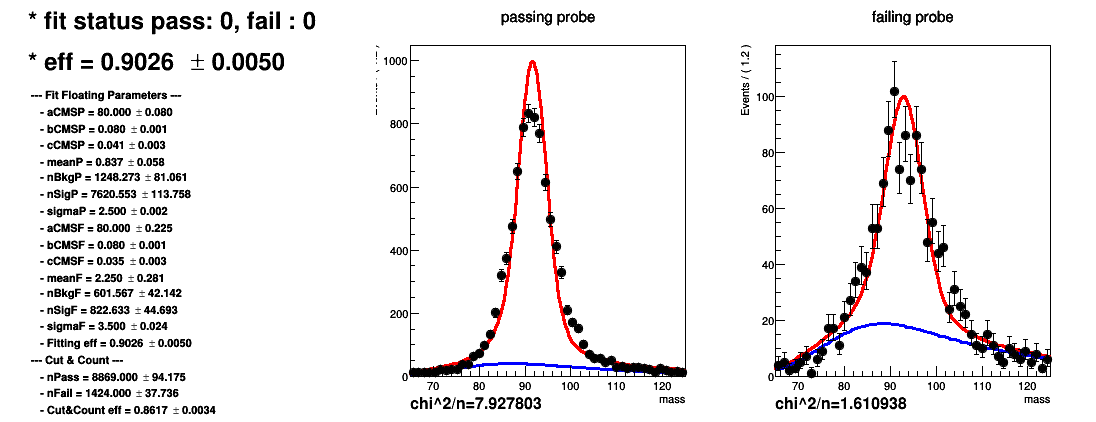 * fit status pass: 0, fail : 0
* eff = 0.9026 ± 0.0050
--- Fit Floating Parameters ---
- aCMSP = 80.000 ± 0.080
- bCMSP = 0.080 ± 0.001
- cCMSP = 0.041 ± 0.003
- meanP = 0.837 ± 0.058
- nBkgP = 1248.273 ± 81.061
- nSigP = 7620.553 ± 113.758
- sigmaP = 2.500 ± 0.002
- aCMSF = 80.000 ± 0.225
- bCMSF = 0.080 ± 0.001
- cCMSF = 0.035 ± 0.003
- meanF = 2.250 ± 0.281
- nBkgF = 601.567 ± 42.142
- nSigF = 822.633 ± 44.693
- sigmaF = 3.500 ± 0.024
- Fitting eff = 0.9026 ± 0.0050
--- Cut & Count ---
- nPass = 8869.000 ± 94.175
- nFail = 1424.000 ± 37.736
- Cut&Count eff = 0.8617 ± 0.0034
passing probe
1000
800
600
400
200
0
70 80 90 100 110 120
mass
chi^2/n=7.927803
failing probe
Events / ( 1.2 )
100
80
60
40
20
0
70 80 90 100 110 120
mass
chi^2/n=1.610938